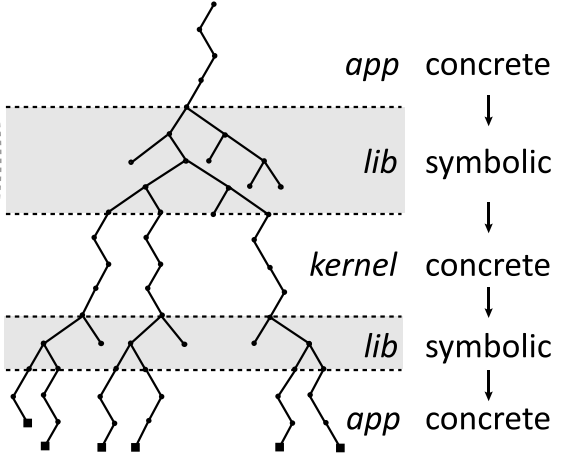 app concrete
lib symbolic
kernel concrete
lib symbolic
app concrete